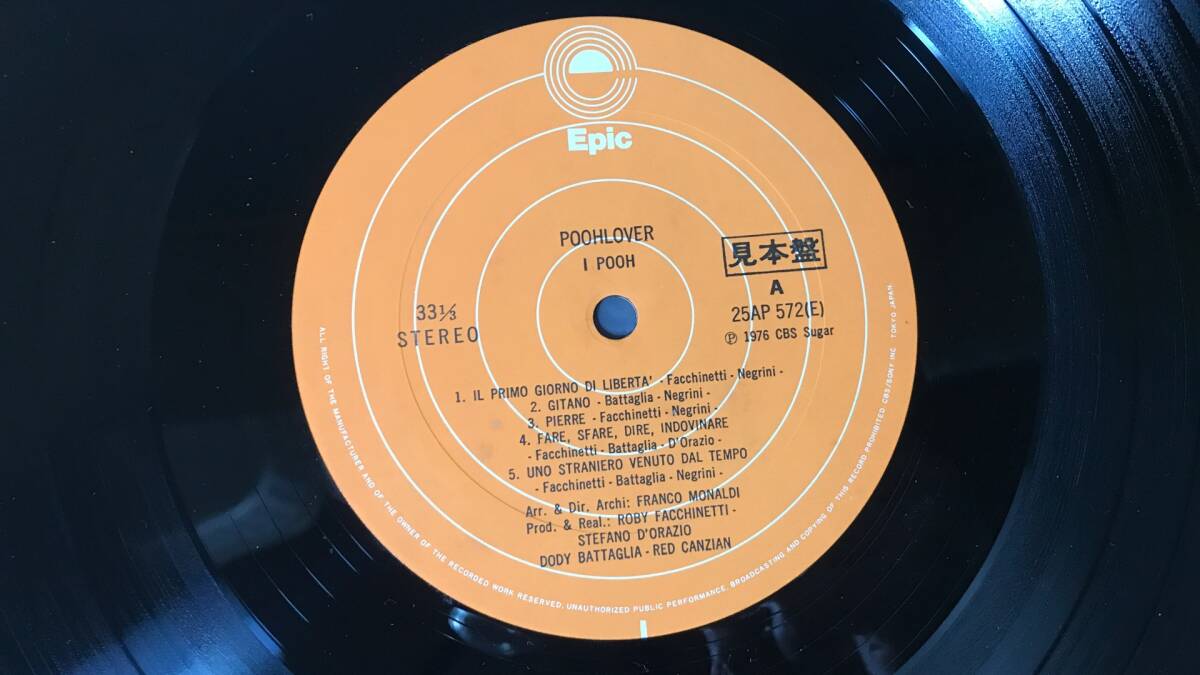 Epic
POOHLOVER
I POOH
見本盤
A
33⅓
STEREO
25AP 572(E)
Ⓟ 1976 CBS Sugar
1. IL PRIMO GIORNO DI LIBERTA' - Facchinetti - Negrini -
2. GITANO - Battaglia - Negrini -
3. PIERRE - Facchinetti - Negrini -
4. FARE, SFARE, DIRE, INDOVINARE
- Facchinetti - Battaglia - D'Orazio -
5. UNO STRANIERO VENUTO DAL TEMPO
- Facchinetti - Battaglia - Negrini -
Arr. & Dir. Archi: FRANCO MONALDI
Prod. & Real.: ROBY FACCHINETTI -
STEFANO D'ORAZIO
DODY BATTAGLIA - RED CANZIAN
ALL RIGHT OF THE MANUFACTURER AND OF THE OWNER OF THE RECORDED WORK RESERVED. UNAUTHORIZED PUBLIC PERFORMANCE, BROADCASTING AND COPYING OF THIS RECORD PROHIBITED CBS/SONY INC. TOKYO JAPAN.